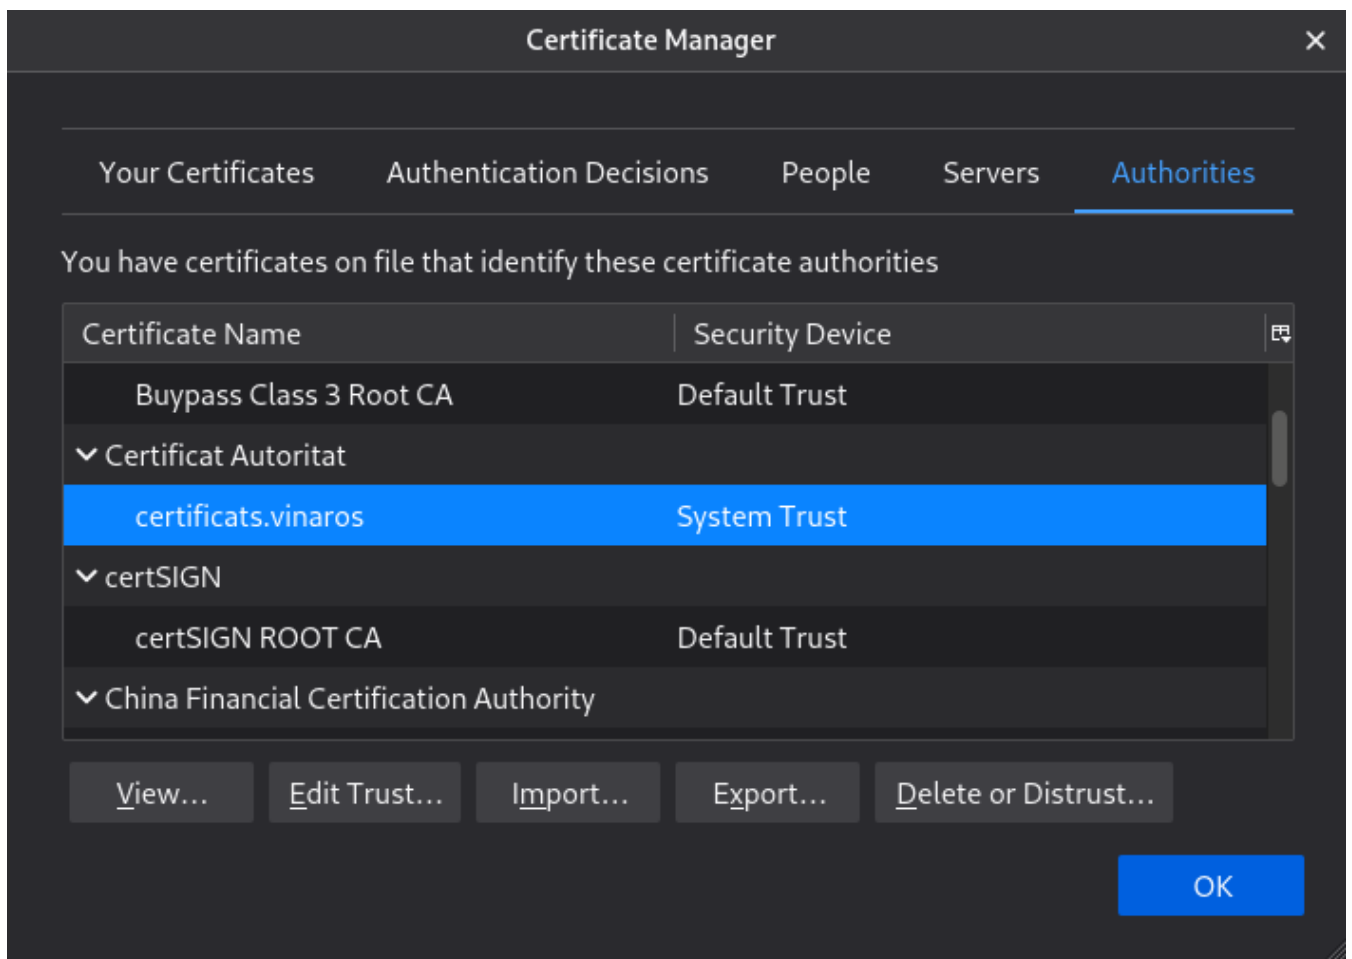 Certificate Manager
Your Certificates Authentication Decisions People Servers Authorities
You have certificates on file that identify these certificate authorities
Certificate Name Security Device
Buypass Class 3 Root CA Default Trust
Certificat Autoritat
certificats.vinaros System Trust
certSIGN
certSIGN ROOT CA Default Trust
China Financial Certification Authority
View... Edit Trust... Import... Export... Delete or Distrust...
OK